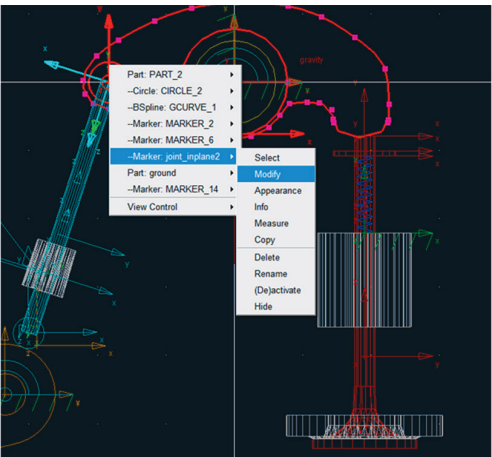 gravity
Part: PART_2
--Circle: CIRCLE_2
--BSpline: GCURVE_1
--Marker: MARKER_2
--Marker: MARKER_6
--Marker: joint_inplane2
Part: ground
--Marker: MARKER_14
View Control
Select
Modify
Appearance
Info
Measure
Copy
Delete
Rename
(De)activate
Hide